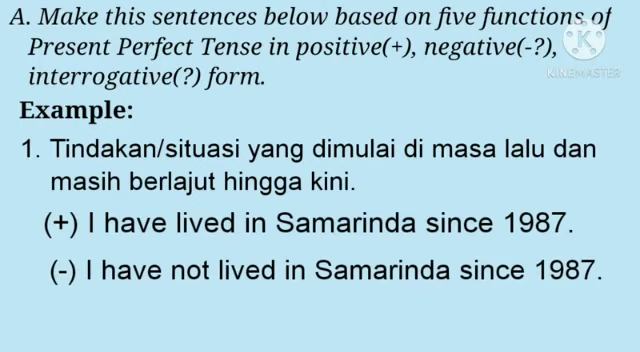 A. Make this sentences below based on five functions of
Present Perfect Tense in positive(+), negative(-?),
interrogative(?) form.
KINEMASTER
Example:
1. Tindakan/situasi yang dimulai di masa lalu dan
masih berlajut hingga kini.
(+) I have lived in Samarinda since 1987.
(-) I have not lived in Samarinda since 1987.